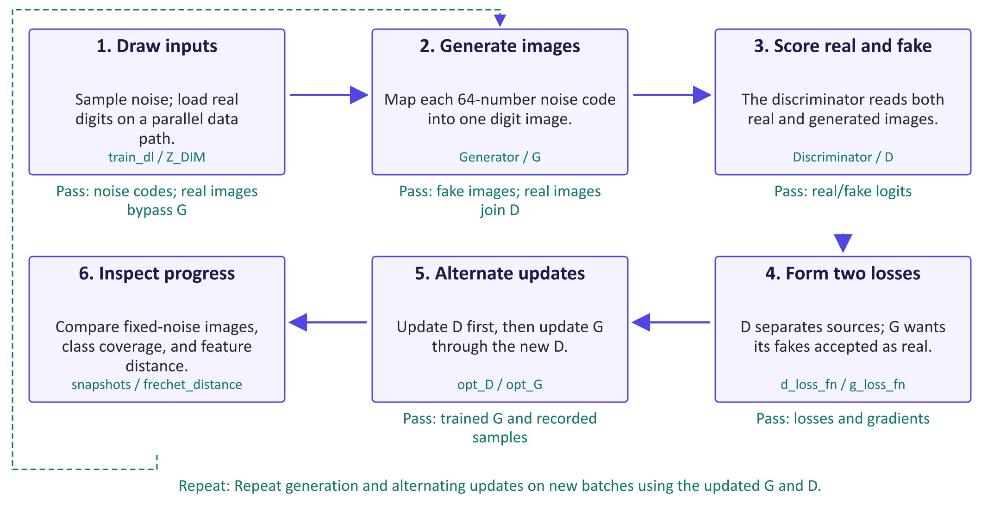 1. Draw inputs
Sample noise; load real
digits on a parallel data
path.
train_dl / Z_DIM
Pass: noise codes; real images
bypass G
2. Generate images
Map each 64-number noise code
into one digit image.
Generator / G
Pass: fake images; real images
join D
3. Score real and fake
The discriminator reads both
real and generated images.
Discriminator / D
Pass: real/fake logits
4. Form two losses
D separates sources; G wants
its fakes accepted as real.
d_loss_fn / g_loss_fn
Pass: losses and gradients
5. Alternate updates
Update D first, then update G
through the new D.
opt_D / opt_G
Pass: trained G and recorded
samples
6. Inspect progress
Compare fixed-noise images,
class coverage, and feature
distance.
snapshots / frechet_distance
Repeat: Repeat generation and alternating updates on new batches using the updated G and D.